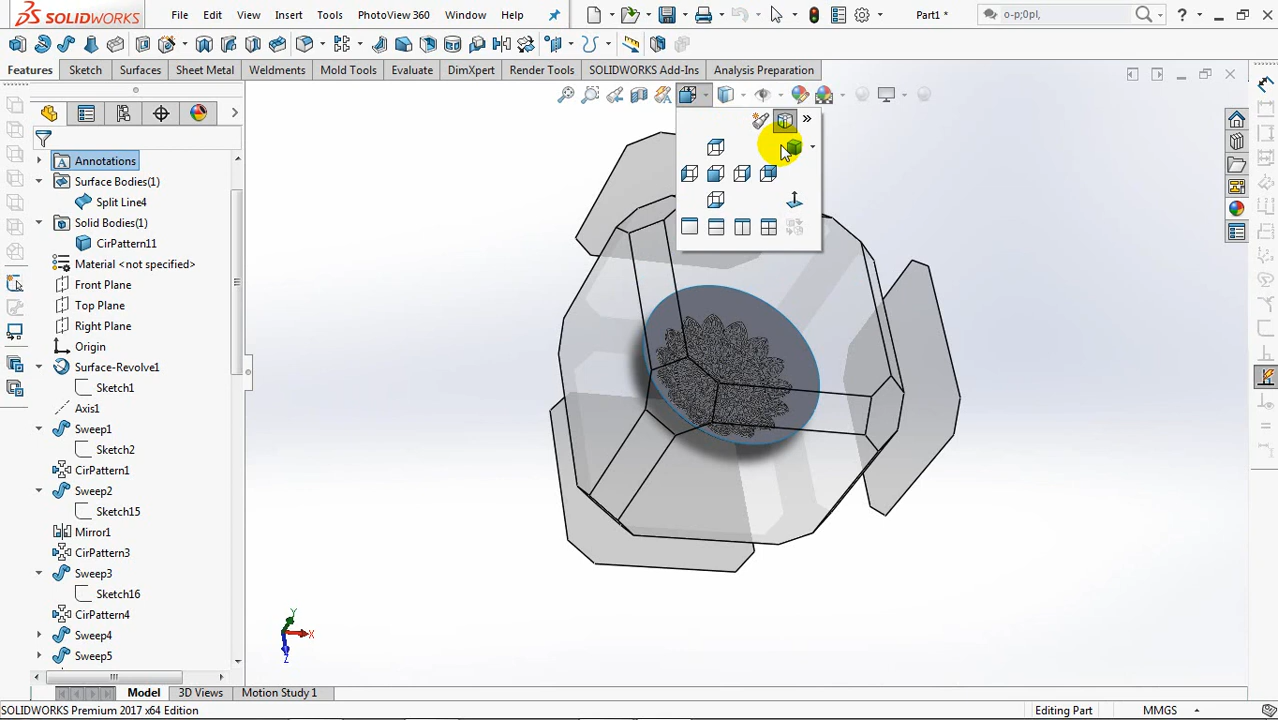 SOLIDWORKS File Edit View Insert Tools PhotoView 360 Window Help Part1 * o-p;0pl, ?
Features Sketch Surfaces Sheet Metal Weldments Mold Tools Evaluate DimXpert Render Tools SOLIDWORKS Add-Ins Analysis Preparation
Annotations
Surface Bodies(1)
Split Line4
Solid Bodies(1)
CirPattern11
Material <not specified>
Front Plane
Top Plane
Right Plane
Origin
Surface-Revolve1
Sketch1
Axis1
Sweep1
Sketch2
CirPattern1
Sweep2
Sketch15
Mirror1
CirPattern3
Sweep3
Sketch16
CirPattern4
Sweep4
Sweep5
Y
X
Z
Model 3D Views Motion Study 1
SOLIDWORKS Premium 2017 x64 Edition Editing Part MMGS